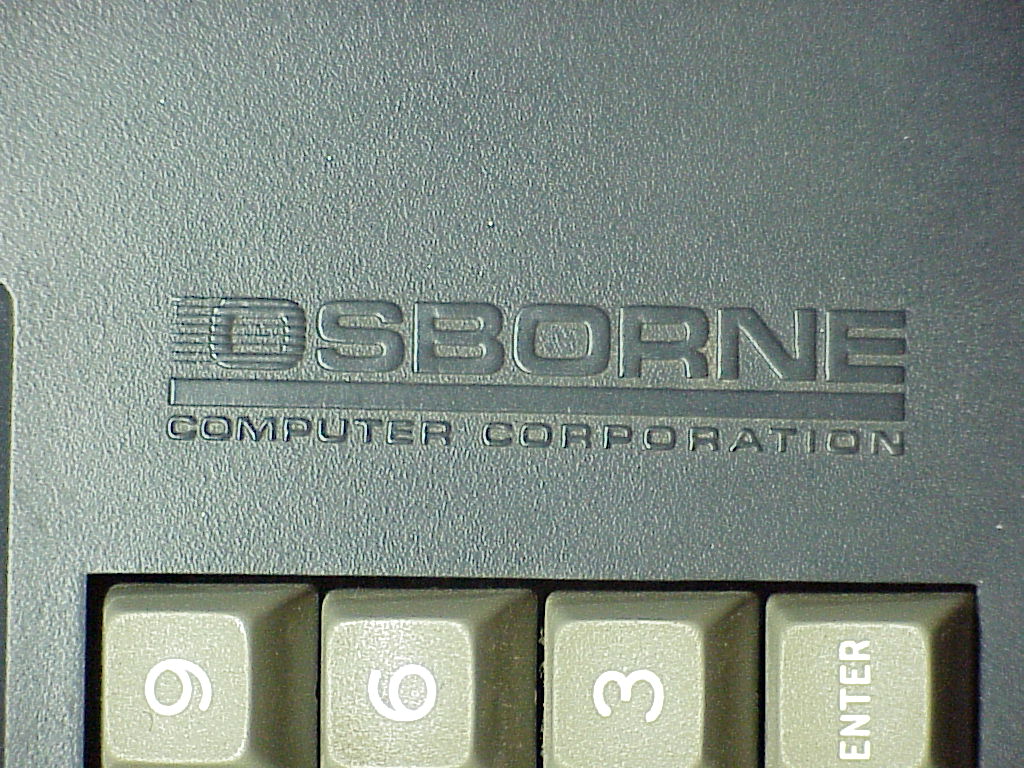 OSBORNE
COMPUTER CORPORATION
9 6 3 ENTER